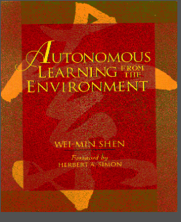 AUTONOMOUS
LEARNING FROM
THE
ENVIRONMENT
WEI-MIN SHEN
Foreword by
HERBERT A. SIMON